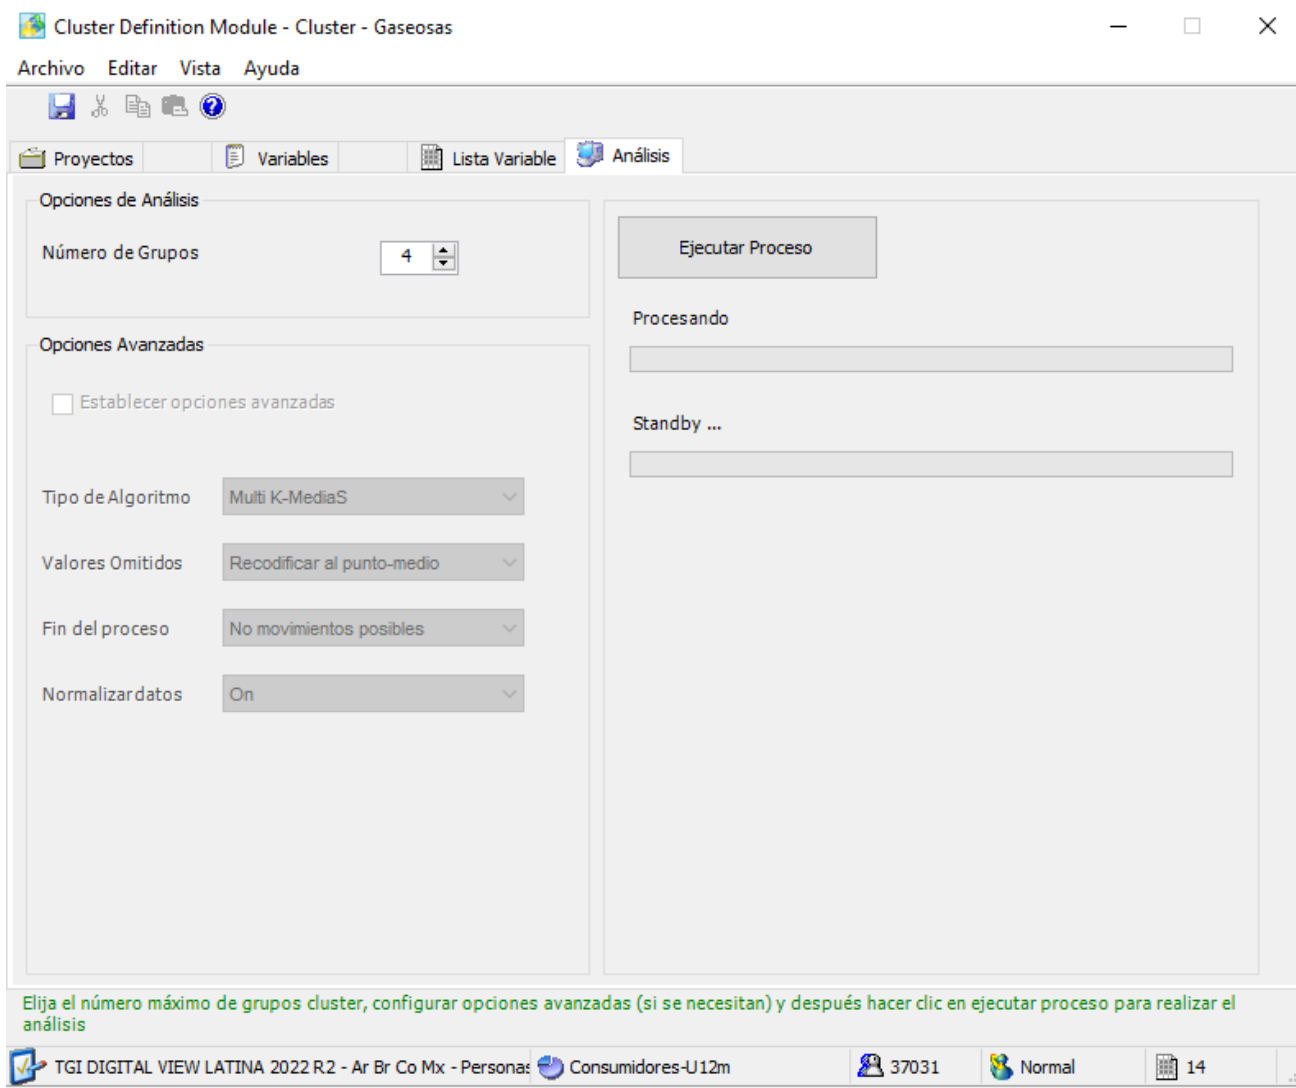 Cluster Definition Module - Cluster - Gaseosas
Archivo Editar Vista Ayuda
Proyectos Variables Lista Variable Análisis
Opciones de Análisis
Número de Grupos 4
Ejecutar Proceso
Procesando
Opciones Avanzadas
Establecer opciones avanzadas
Standby ...
Tipo de Algoritmo Multi K-MediaS
Valores Omitidos Recodificar al punto-medio
Fin del proceso No movimientos posibles
Normalizar datos On
Elija el número máximo de grupos cluster, configurar opciones avanzadas (si se necesitan) y después hacer clic en ejecutar proceso para realizar el
análisis
TGI DIGITAL VIEW LATINA 2022 R2 - Ar Br Co Mx - Personas Consumidores-U12m 37031 Normal 14